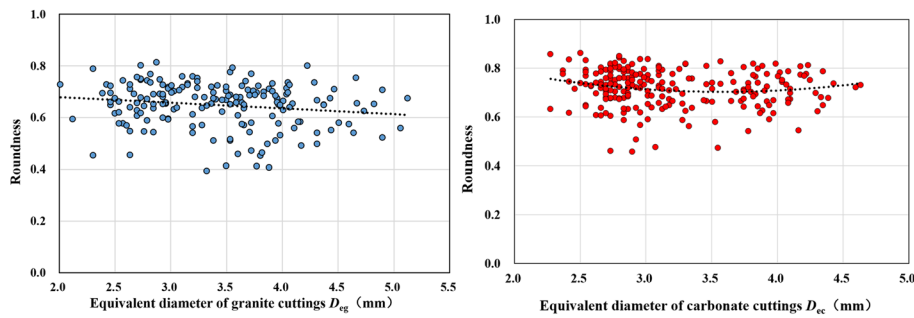 1.0
0.8
0.6
0.4
0.2
0.0
Roundness
2.0 2.5 3.0 3.5 4.0 4.5 5.0 5.5
Equivalent diameter of granite cuttings Deg (mm)
1.0
0.8
0.6
0.4
0.2
0.0
Roundness
2.0 2.5 3.0 3.5 4.0 4.5 5.0
Equivalent diameter of carbonate cuttings Dec (mm)